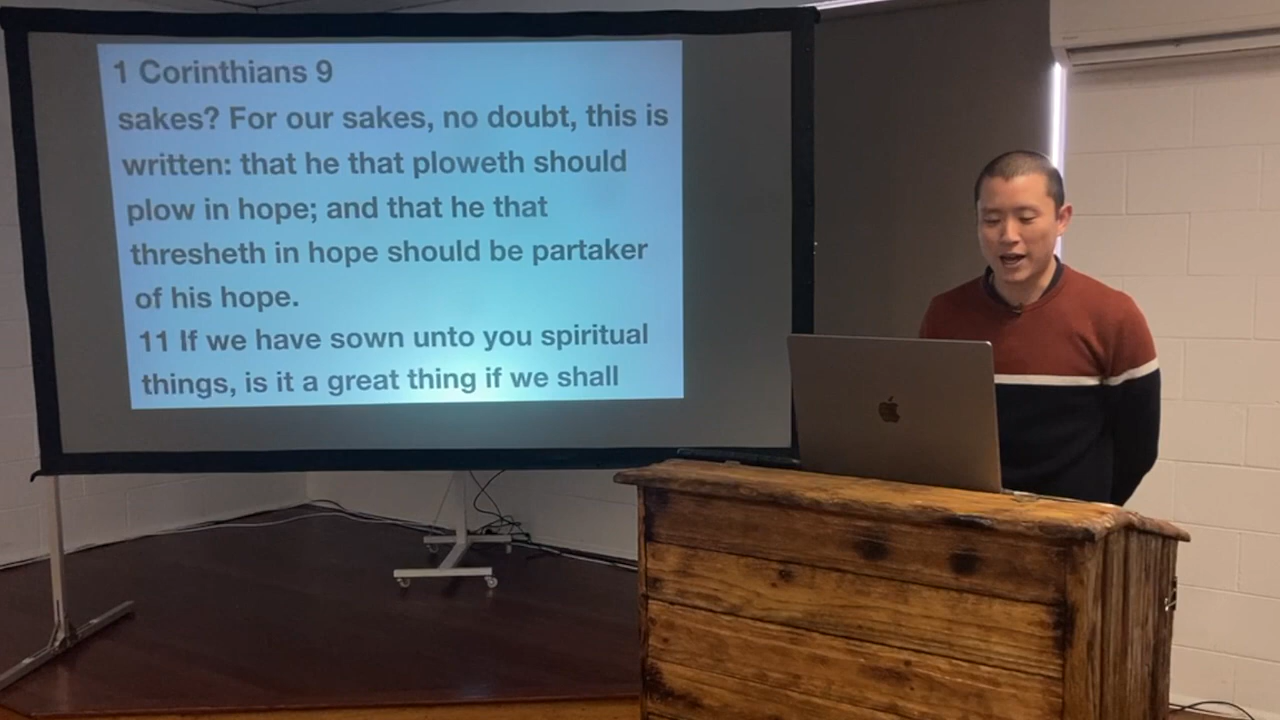 1 Corinthians 9
sakes? For our sakes, no doubt, this is
written: that he that ploweth should
plow in hope; and that he that
thresheth in hope should be partaker
of his hope.
11 If we have sown unto you spiritual
things, is it a great thing if we shall